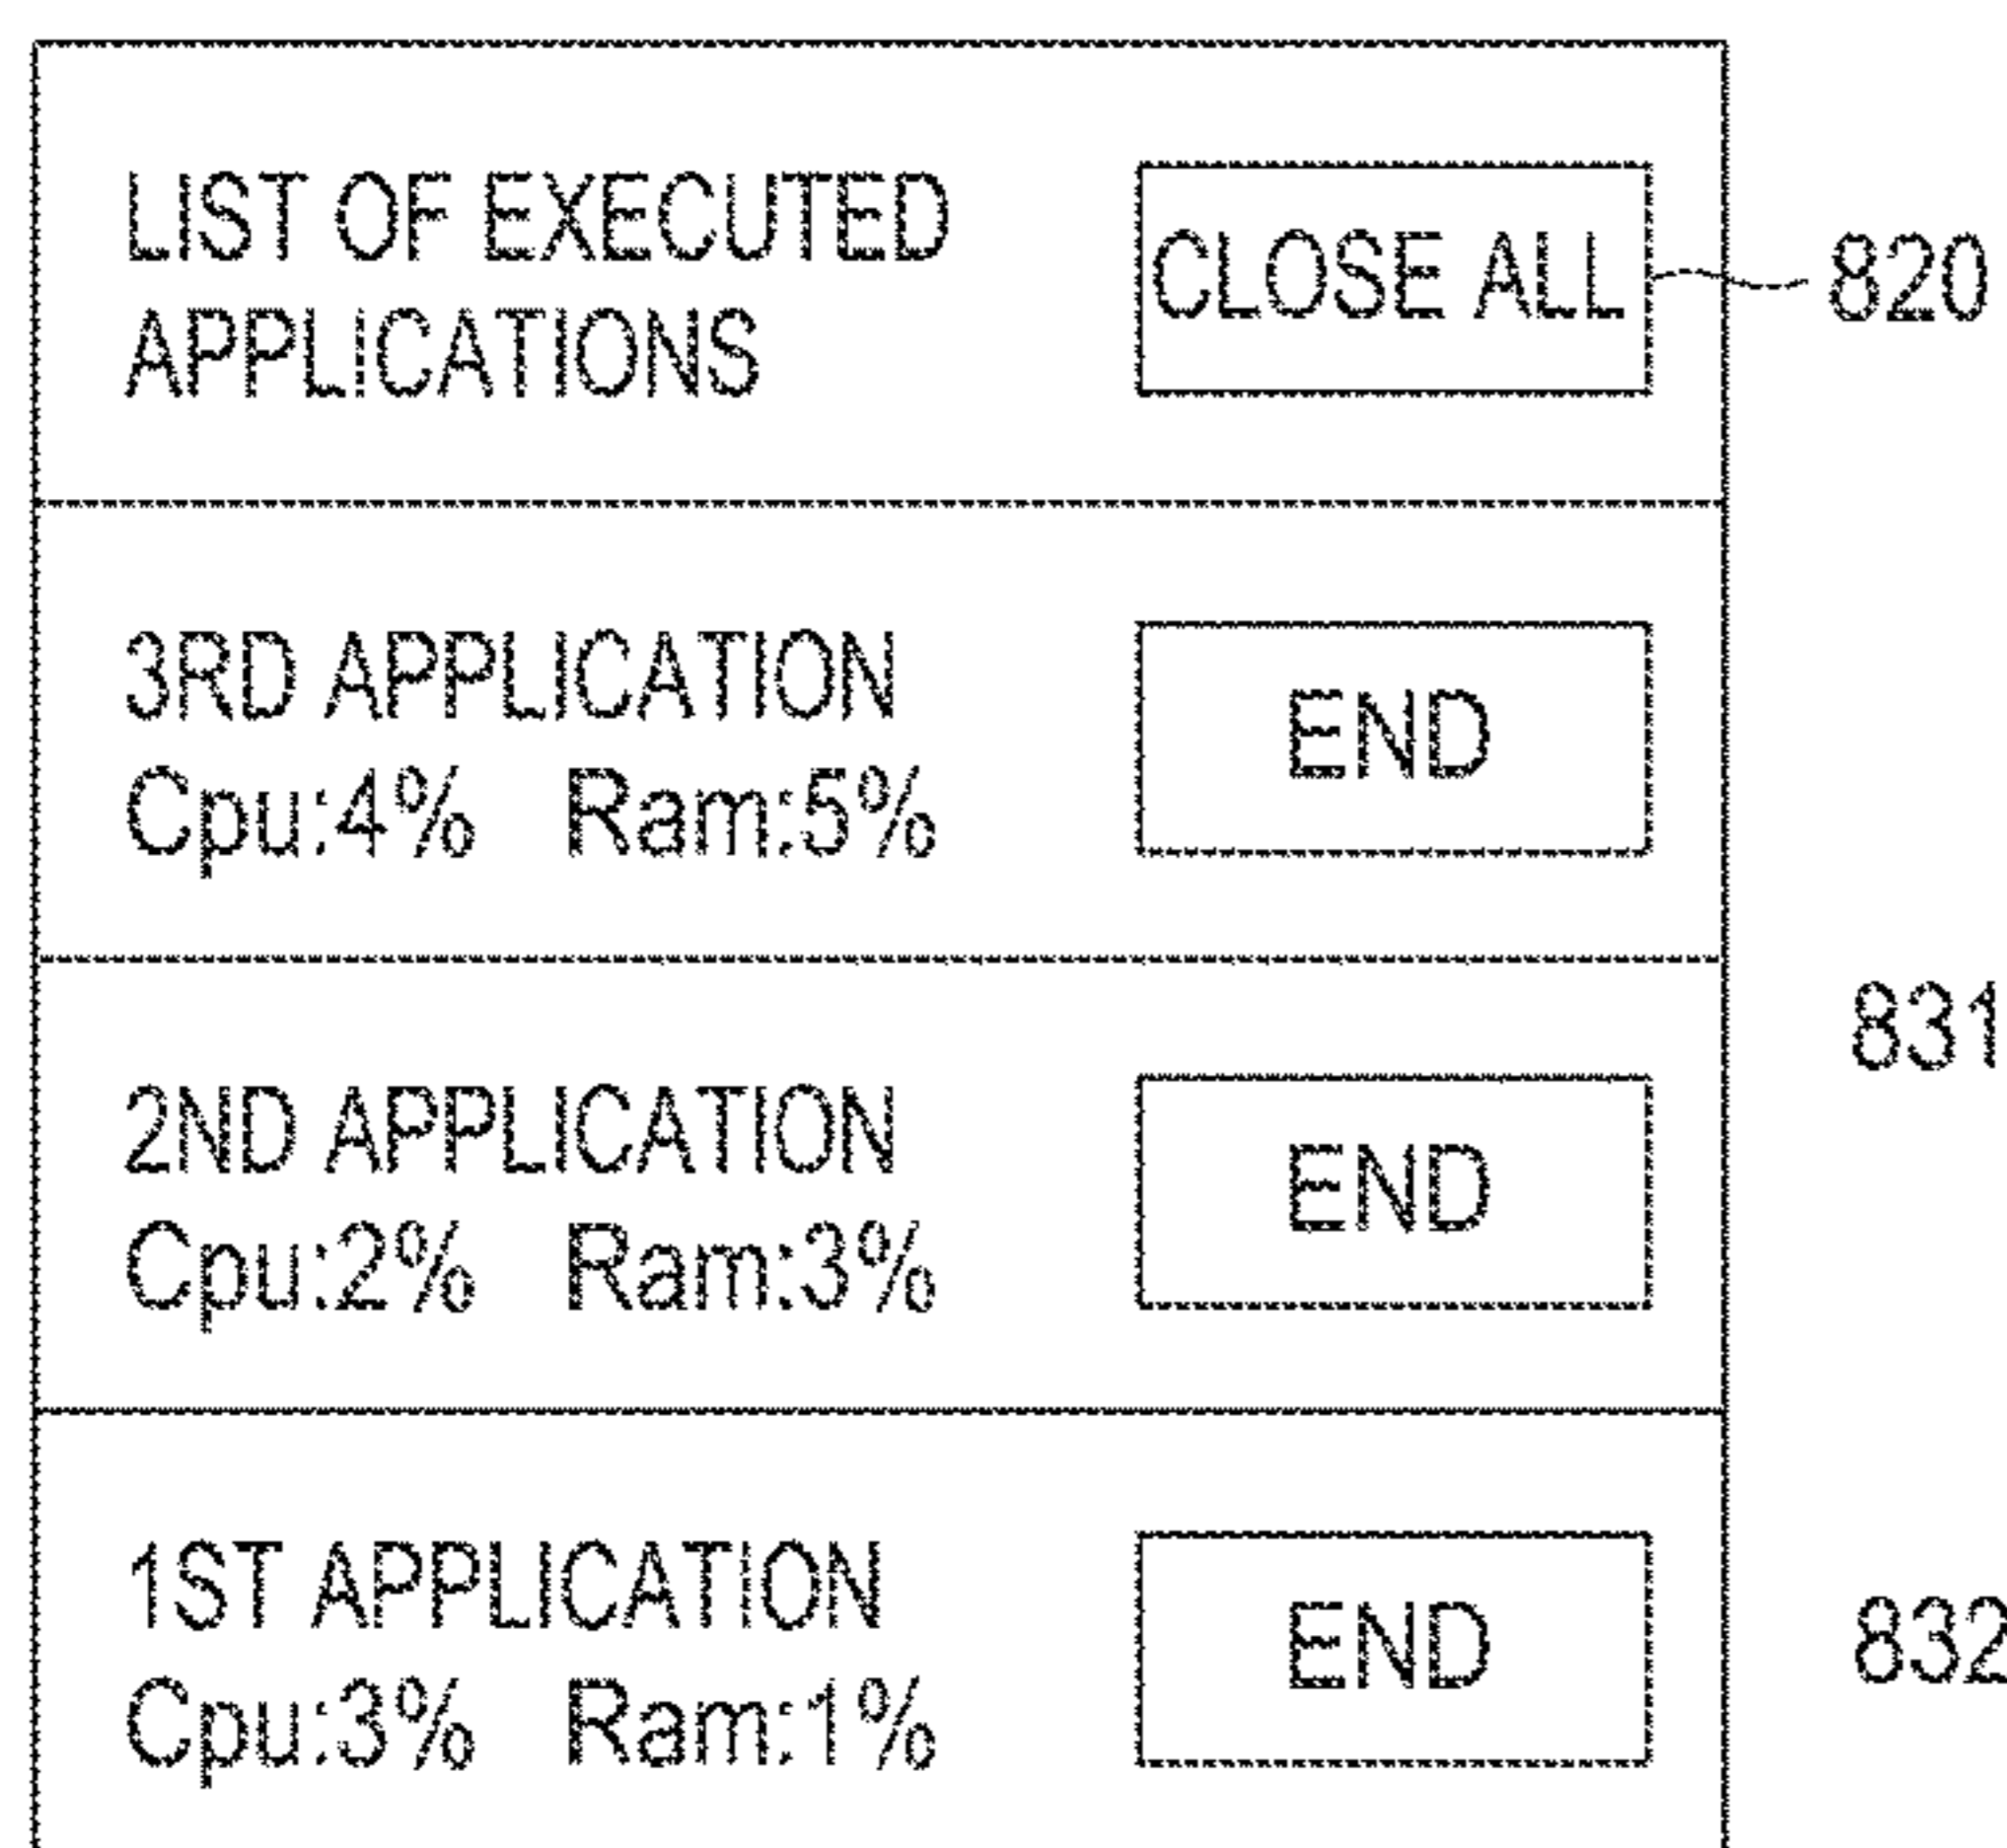 LIST OF EXECUTED
APPLICATIONS
CLOSE ALL
820
3RD APPLICATION
Cpu:4% Ram:5%
END
831
2ND APPLICATION
Cpu:2% Ram:3%
END
1ST APPLICATION
Cpu:3% Ram:1%
END
832